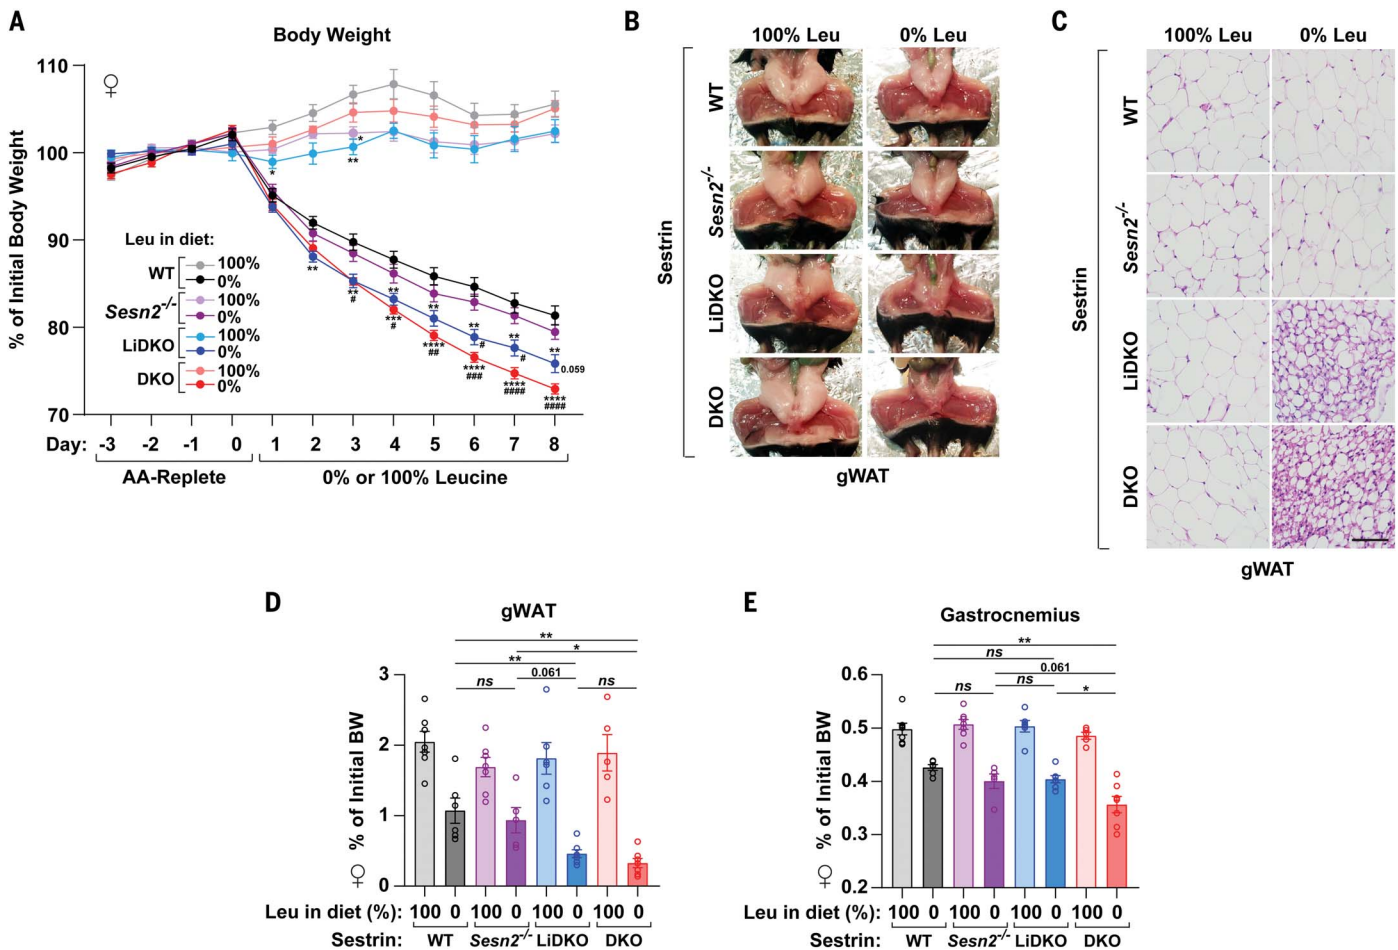 A
Body Weight
♀
% of Initial Body Weight
110
100
90
80
70
Leu in diet:
WT
100%
0%
Sesn2-/-
100%
0%
LiDKO
100%
0%
DKO
100%
0%
*
**
*
**
**
#
**
***
#
**
****
##
**
#
****
###
**
#
****
####
**
0.059
****
####
Day: -3 -2 -1 0 1 2 3 4 5 6 7 8
AA-Replete
0% or 100% Leucine
B
100% Leu 0% Leu
Sestrin
WT
Sesn2-/-
LiDKO
DKO
gWAT
C
100% Leu 0% Leu
Sestrin
WT
Sesn2-/-
LiDKO
DKO
gWAT
D
gWAT
**
*
**
0.061
ns
ns
♀ % of Initial BW
3
2
1
0
Leu in diet (%): 100 0 100 0 100 0 100 0
Sestrin: WT Sesn2-/- LiDKO DKO
E
Gastrocnemius
**
ns
0.061
ns
ns
*
♀ % of Initial BW
0.6
0.5
0.4
0.3
0.2
Leu in diet (%): 100 0 100 0 100 0 100 0
Sestrin: WT Sesn2-/- LiDKO DKO